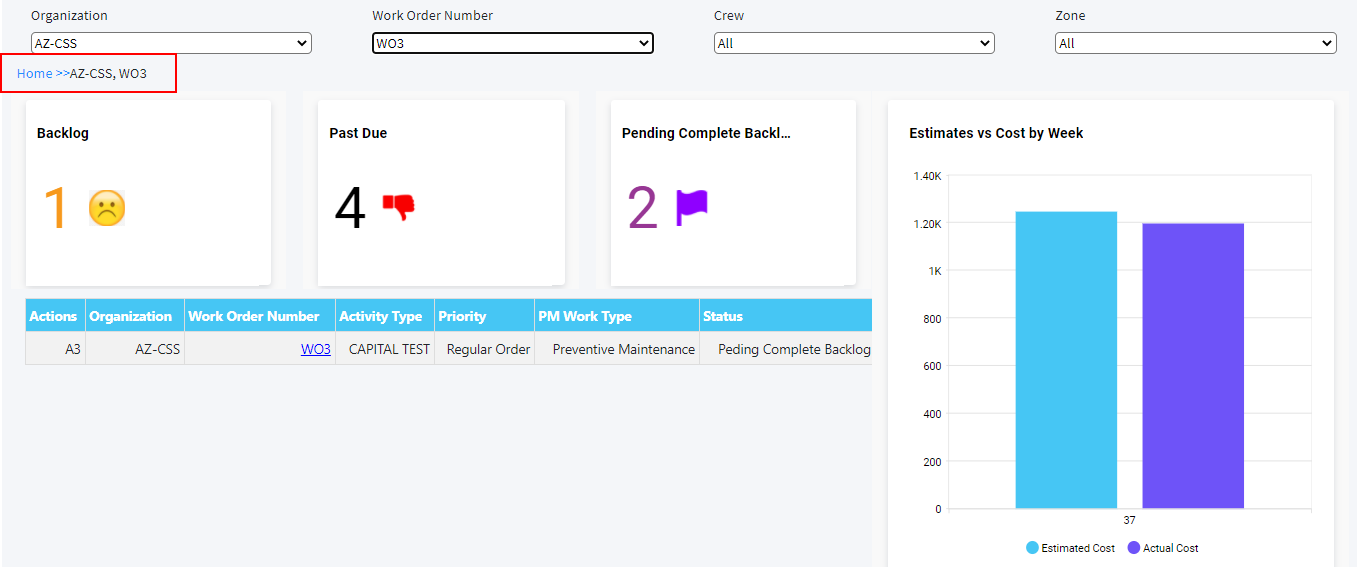 Organization Work Order Number Crew Zone
AZ-CSS WO3 All All
Home >>AZ-CSS, WO3
Backlog Past Due Pending Complete Backl... Estimates vs Cost by Week
1 4 2
Actions Organization Work Order Number Activity Type Priority PM Work Type Status
A3 AZ-CSS WO3 CAPITAL TEST Regular Order Preventive Maintenance Peding Complete Backlog
1.40K
1.20K
1K
800
600
400
200
0
37
Estimated Cost Actual Cost